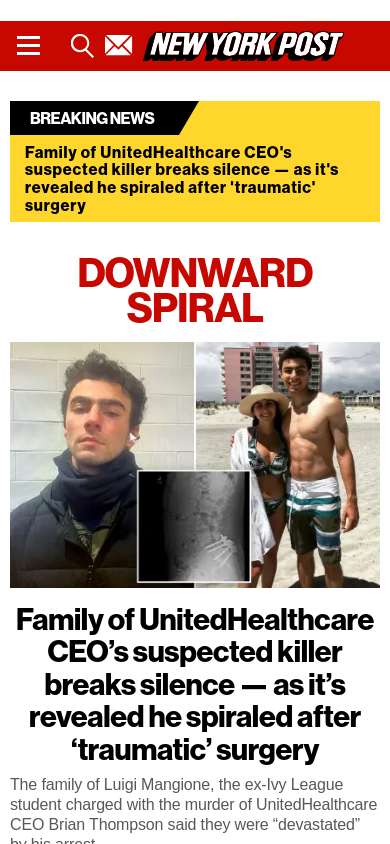 NEW YORK POST
BREAKING NEWS
Family of UnitedHealthcare CEO's
suspected killer breaks silence — as it's
revealed he spiraled after 'traumatic'
surgery
DOWNWARD
SPIRAL
Family of UnitedHealthcare
CEO’s suspected killer
breaks silence — as it’s
revealed he spiraled after
‘traumatic’ surgery
The family of Luigi Mangione, the ex-Ivy League
student charged with the murder of UnitedHealthcare
CEO Brian Thompson said they were “devastated”
by his arrest